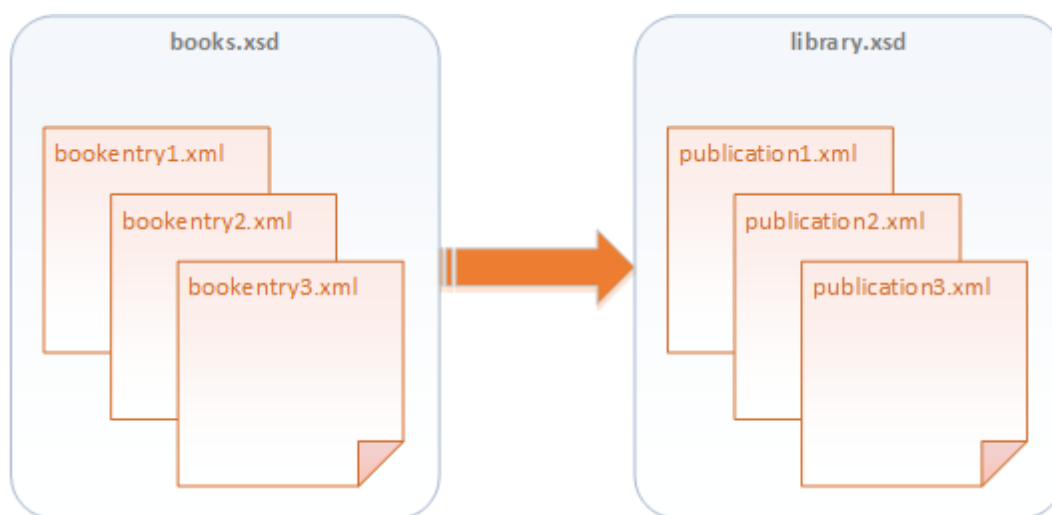 books.xsd
bookentry1.xml
bookentry2.xml
bookentry3.xml
library.xsd
publication1.xml
publication2.xml
publication3.xml